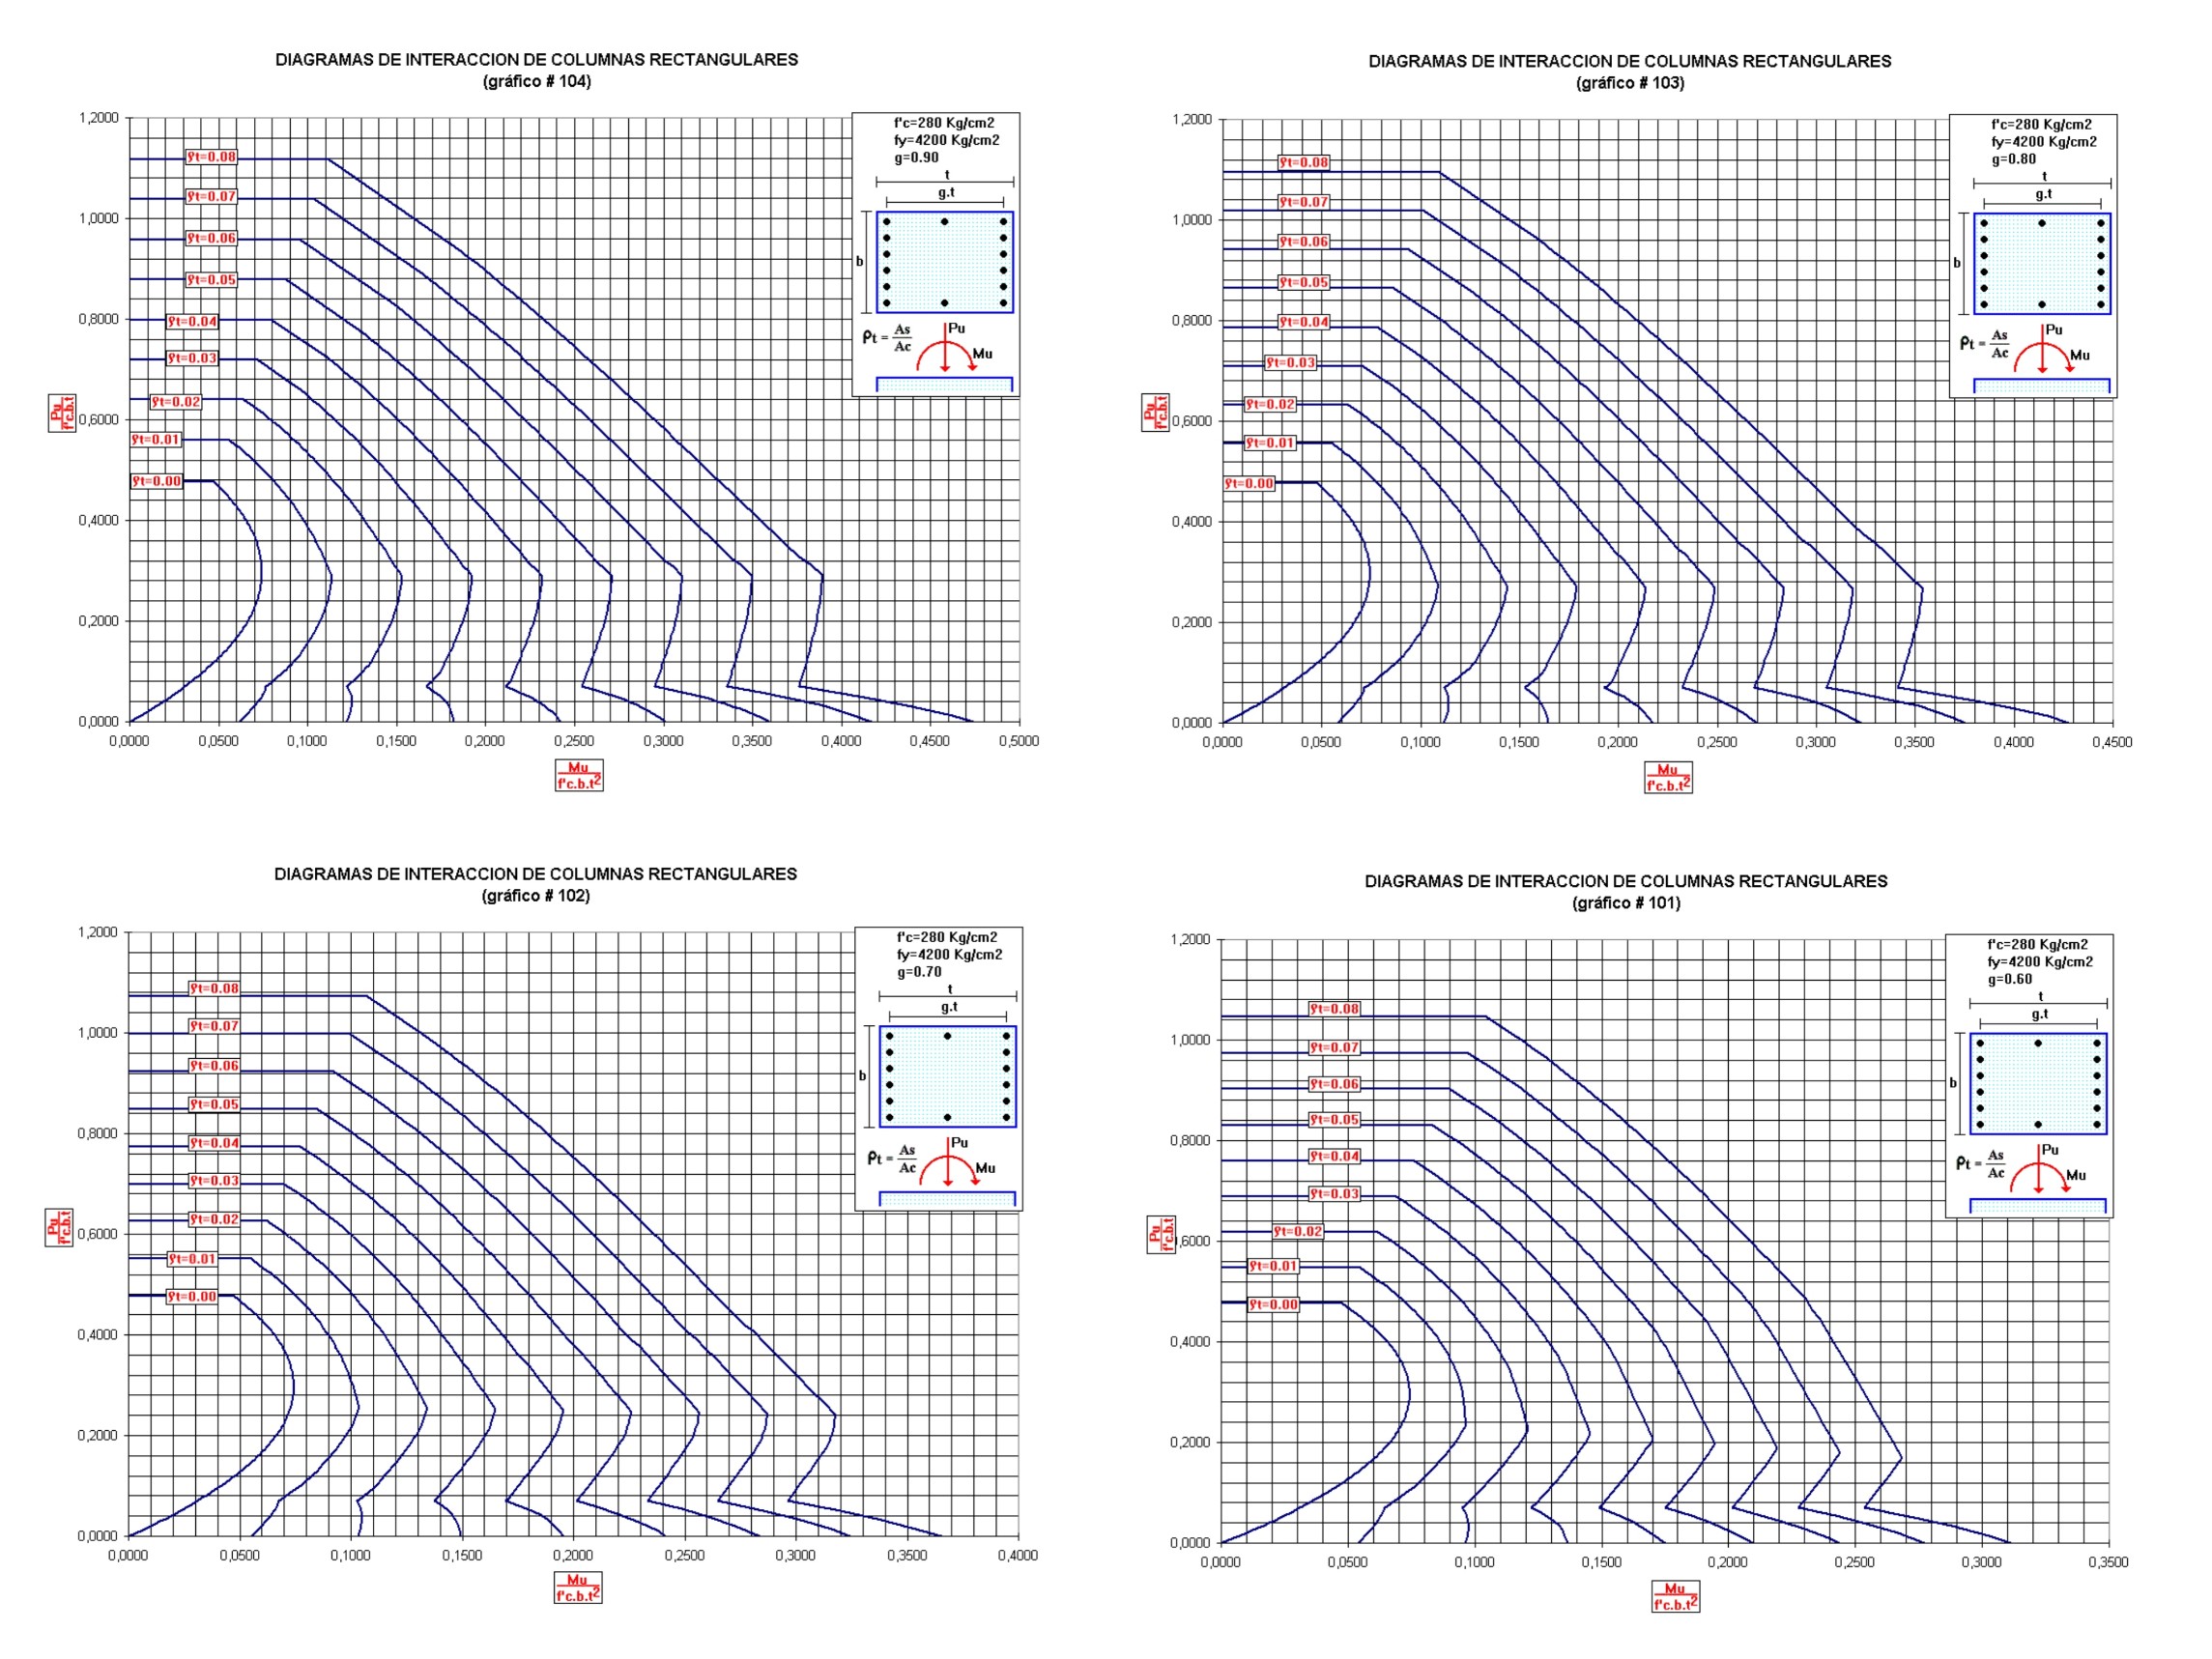 DIAGRAMAS DE INTERACCION DE COLUMNAS RECTANGULARES
(gráfico # 104)
1,2000
1,0000
0,8000
0,6000
0,4000
0,2000
0,0000
ρt=0.08
ρt=0.07
ρt=0.06
ρt=0.05
ρt=0.04
ρt=0.03
ρt=0.02
ρt=0.01
ρt=0.00
Pu
f'c.b.t
0,0000 0,0500 0,1000 0,1500 0,2000 0,2500 0,3000 0,3500 0,4000 0,4500 0,5000
Mu
f'c.b.t2
f'c=280 Kg/cm2
fy=4200 Kg/cm2
g=0.90
t
g.t
b
ρt = As
Ac
Pu
Mu
DIAGRAMAS DE INTERACCION DE COLUMNAS RECTANGULARES
(gráfico # 103)
1,2000
1,0000
0,8000
0,6000
0,4000
0,2000
0,0000
ρt=0.08
ρt=0.07
ρt=0.06
ρt=0.05
ρt=0.04
ρt=0.03
ρt=0.02
ρt=0.01
ρt=0.00
Pu
f'c.b.t
0,0000 0,0500 0,1000 0,1500 0,2000 0,2500 0,3000 0,3500 0,4000 0,4500
Mu
f'c.b.t2
f'c=280 Kg/cm2
fy=4200 Kg/cm2
g=0.80
t
g.t
b
ρt = As
Ac
Pu
Mu
DIAGRAMAS DE INTERACCION DE COLUMNAS RECTANGULARES
(gráfico # 102)
1,2000
1,0000
0,8000
0,6000
0,4000
0,2000
0,0000
ρt=0.08
ρt=0.07
ρt=0.06
ρt=0.05
ρt=0.04
ρt=0.03
ρt=0.02
ρt=0.01
ρt=0.00
Pu
f'c.b.t
0,0000 0,0500 0,1000 0,1500 0,2000 0,2500 0,3000 0,3500 0,4000
Mu
f'c.b.t2
f'c=280 Kg/cm2
fy=4200 Kg/cm2
g=0.70
t
g.t
b
ρt = As
Ac
Pu
Mu
DIAGRAMAS DE INTERACCION DE COLUMNAS RECTANGULARES
(gráfico # 101)
1,2000
1,0000
0,8000
0,6000
0,4000
0,2000
0,0000
ρt=0.08
ρt=0.07
ρt=0.06
ρt=0.05
ρt=0.04
ρt=0.03
ρt=0.02
ρt=0.01
ρt=0.00
Pu
f'c.b.t
0,0000 0,0500 0,1000 0,1500 0,2000 0,2500 0,3000 0,3500
Mu
f'c.b.t2
f'c=280 Kg/cm2
fy=4200 Kg/cm2
g=0.60
t
g.t
b
ρt = As
Ac
Pu
Mu